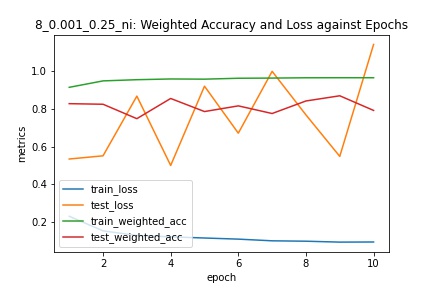 8_0.001_0.25_ni: Weighted Accuracy and Loss against Epochs
1.0
0.8
metrics
0.6
0.4
0.2
train_loss
test_loss
train_weighted_acc
test_weighted_acc
2
4
6
8
10
epoch